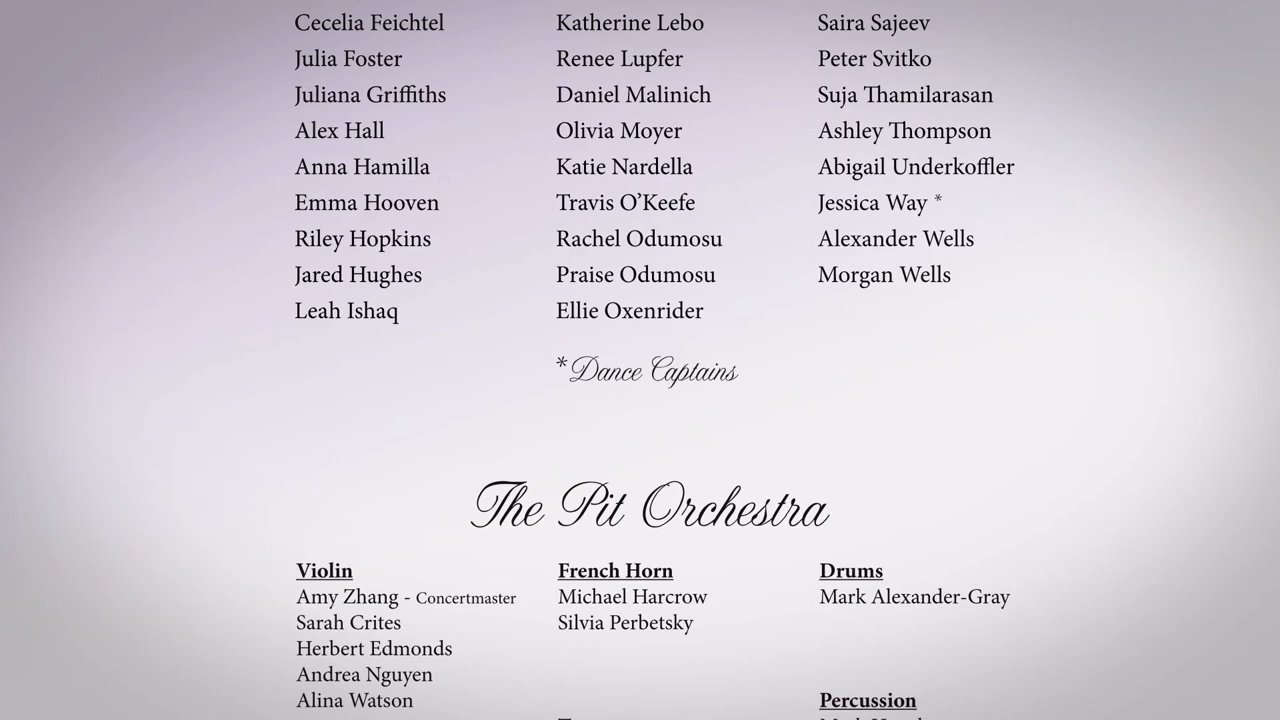 Cecelia Feichtel
Julia Foster
Juliana Griffiths
Alex Hall
Anna Hamilla
Emma Hooven
Riley Hopkins
Jared Hughes
Leah Ishaq
Katherine Lebo
Renee Lupfer
Daniel Malinich
Olivia Moyer
Katie Nardella
Travis O’Keefe
Rachel Odumosu
Praise Odumosu
Ellie Oxenrider
Saira Sajeev
Peter Svitko
Suja Thamilarasan
Ashley Thompson
Abigail Underkoffler
Jessica Way *
Alexander Wells
Morgan Wells
*Dance Captains
The Pit Orchestra
Violin
Amy Zhang - Concertmaster
Sarah Crites
Herbert Edmonds
Andrea Nguyen
Alina Watson
French Horn
Michael Harcrow
Silvia Perbetsky
Drums
Mark Alexander-Gray
Percussion